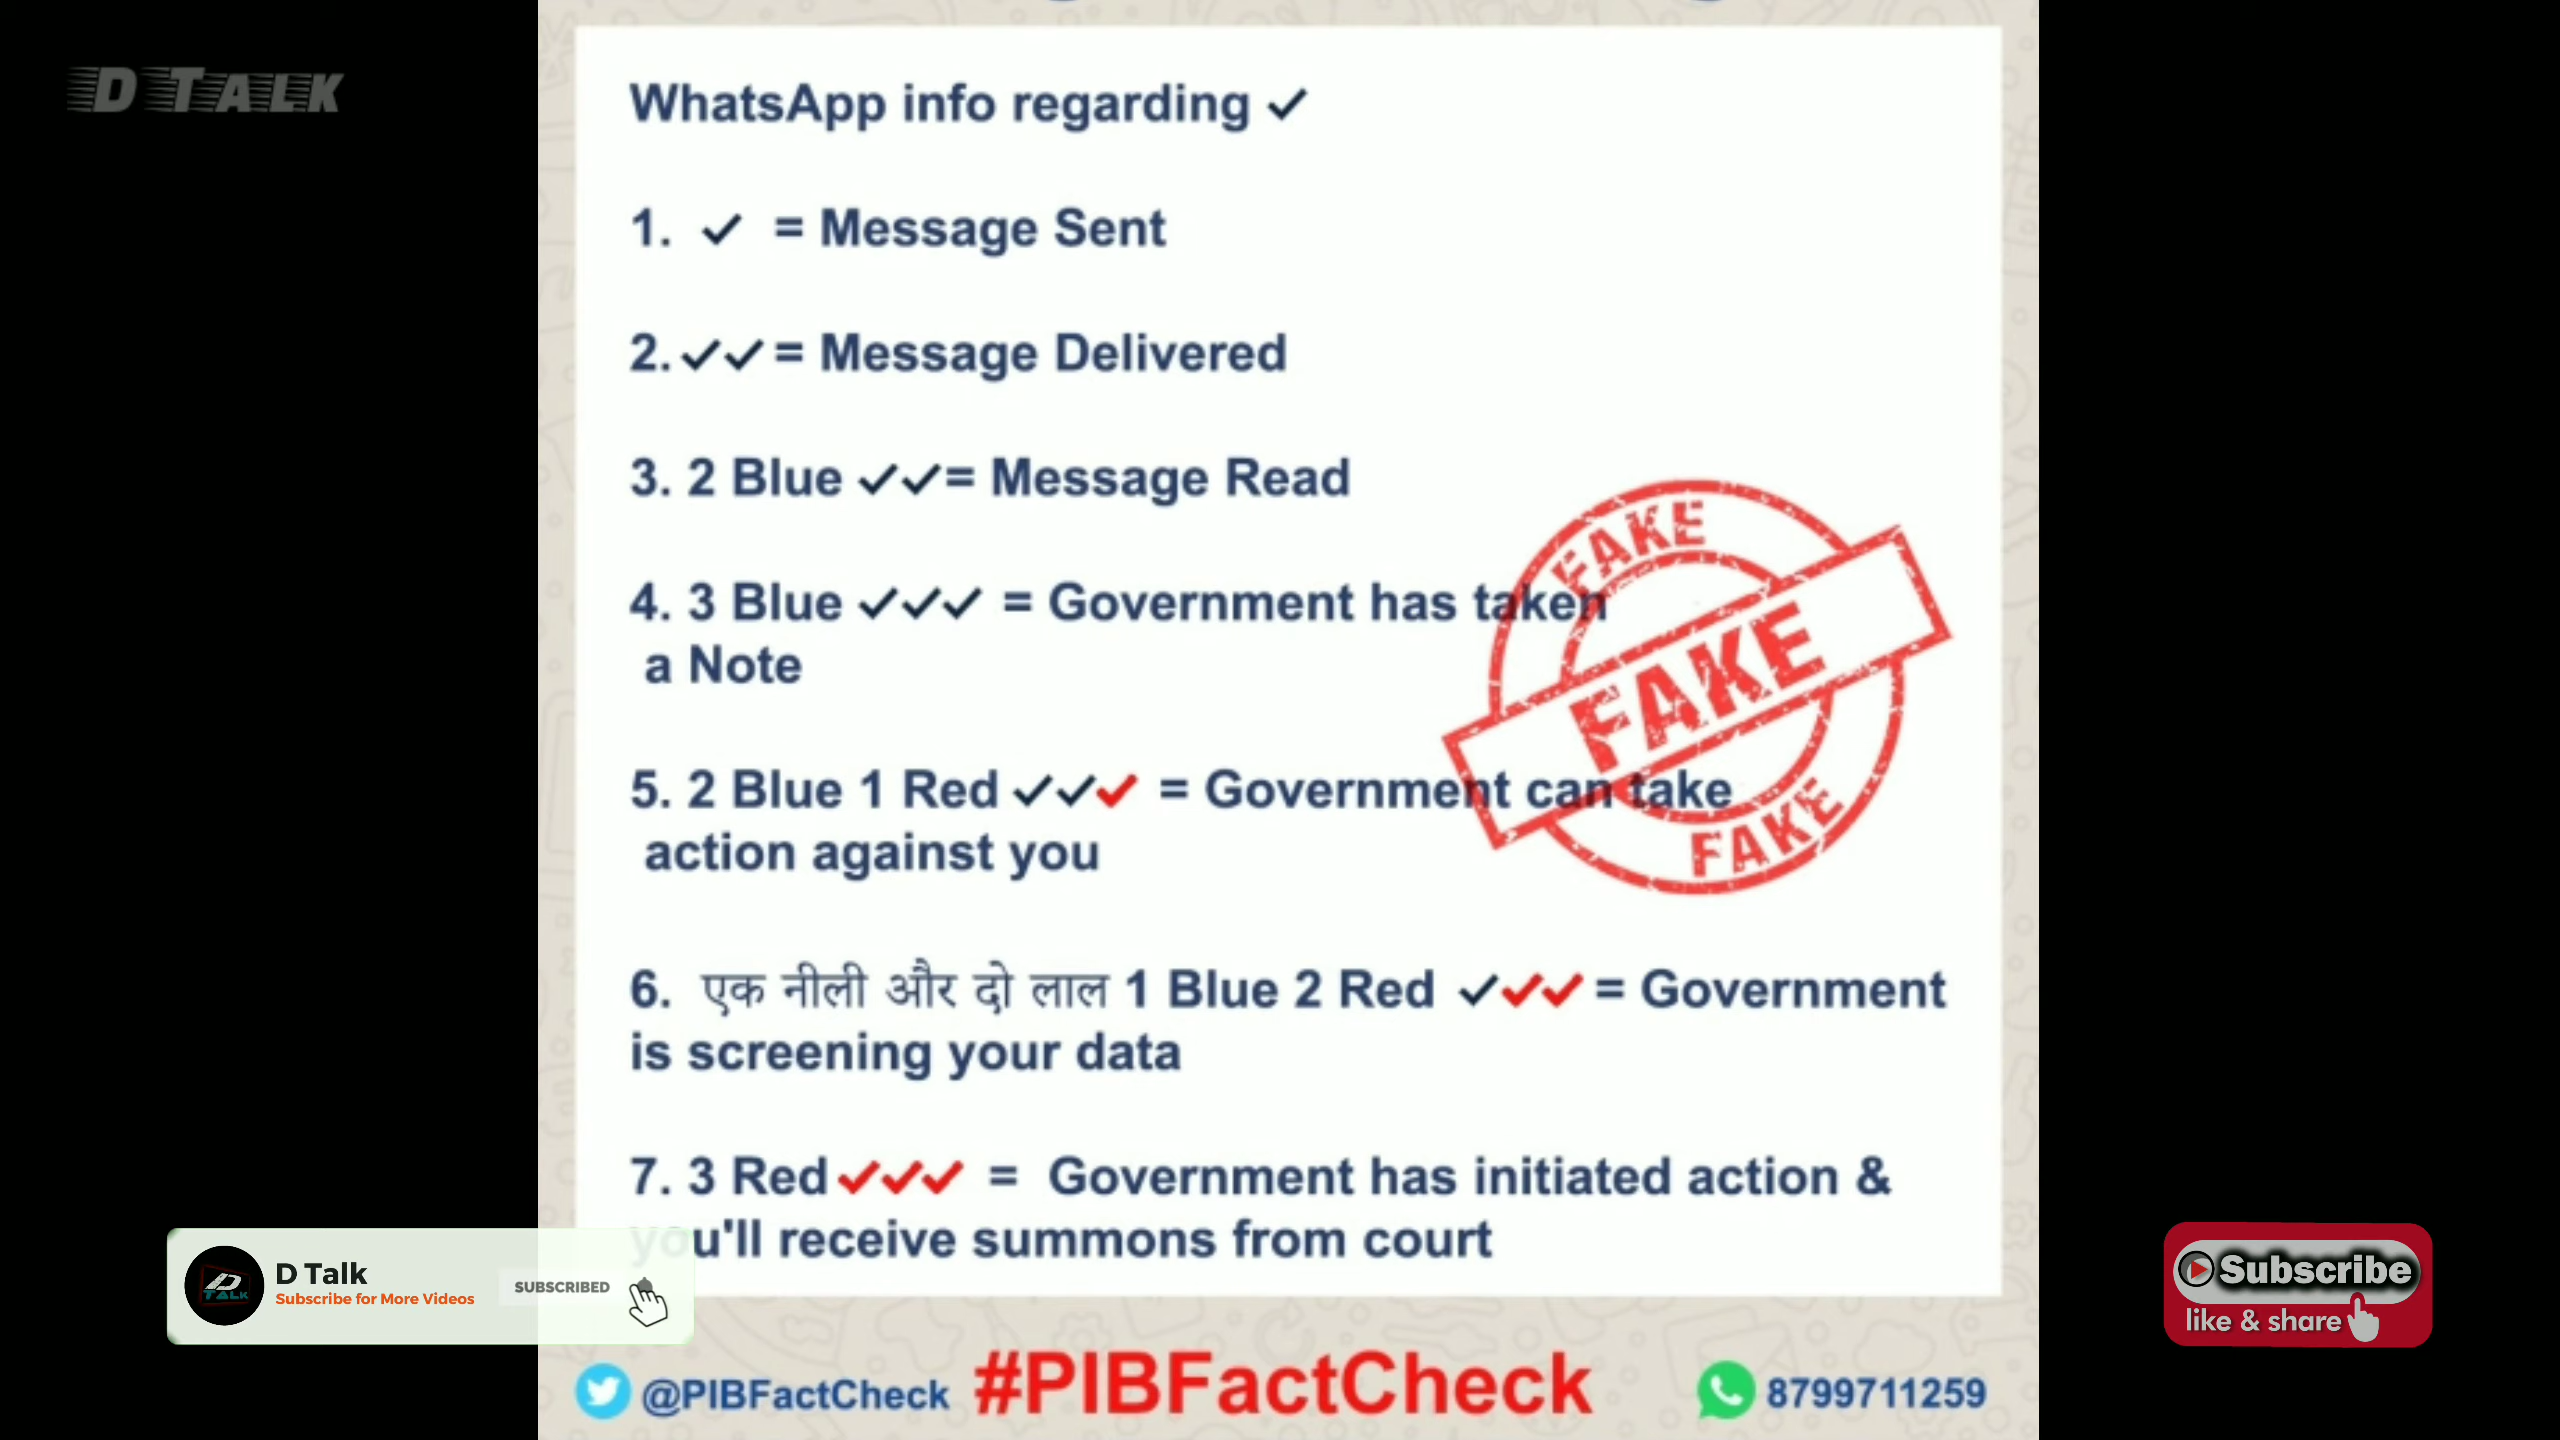 D TALK
WhatsApp info regarding ✓
1. ✓ = Message Sent
2. ✓✓ = Message Delivered
3. 2 Blue ✓✓= Message Read
4. 3 Blue ✓✓✓ = Government has taken
a Note
5. 2 Blue 1 Red ✓✓✓ = Government can take
action against you
6. एक नीली और दो लाल 1 Blue 2 Red ✓✓✓ = Government
is screening your data
7. 3 Red ✓✓✓ = Government has initiated action &
you'll receive summons from court
FAKE
FAKE
FAKE
D TALK
D Talk
Subscribe for More Videos
SUBSCRIBED
Subscribe
like & share
@PIBFactCheck
#PIBFactCheck
8799711259